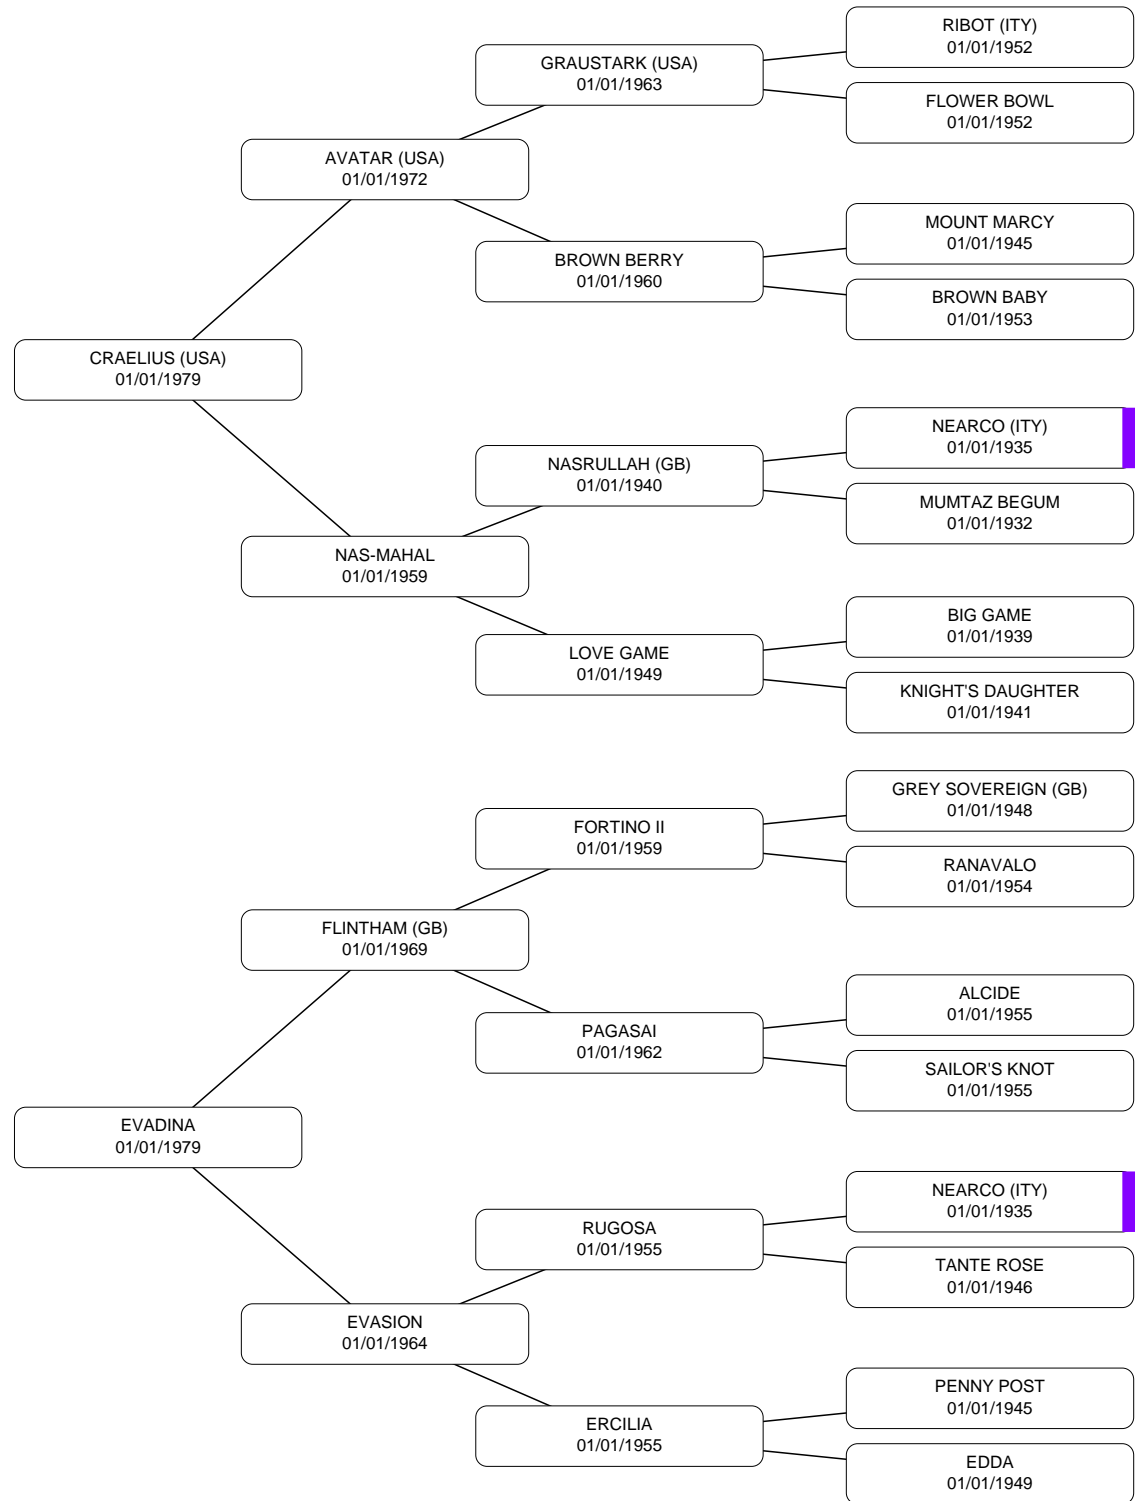 RIBOT (ITY)
01/01/1952
GRAUSTARK (USA)
01/01/1963
FLOWER BOWL
01/01/1952
AVATAR (USA)
01/01/1972
MOUNT MARCY
01/01/1945
BROWN BERRY
01/01/1960
BROWN BABY
01/01/1953
CRAELIUS (USA)
01/01/1979
NEARCO (ITY)
01/01/1935
NASRULLAH (GB)
01/01/1940
MUMTAZ BEGUM
01/01/1932
NAS-MAHAL
01/01/1959
BIG GAME
01/01/1939
LOVE GAME
01/01/1949
KNIGHT'S DAUGHTER
01/01/1941
GREY SOVEREIGN (GB)
01/01/1948
FORTINO II
01/01/1959
RANAVALO
01/01/1954
FLINTHAM (GB)
01/01/1969
ALCIDE
01/01/1955
PAGASAI
01/01/1962
SAILOR'S KNOT
01/01/1955
EVADINA
01/01/1979
NEARCO (ITY)
01/01/1935
RUGOSA
01/01/1955
TANTE ROSE
01/01/1946
EVASION
01/01/1964
PENNY POST
01/01/1945
ERCILIA
01/01/1955
EDDA
01/01/1949